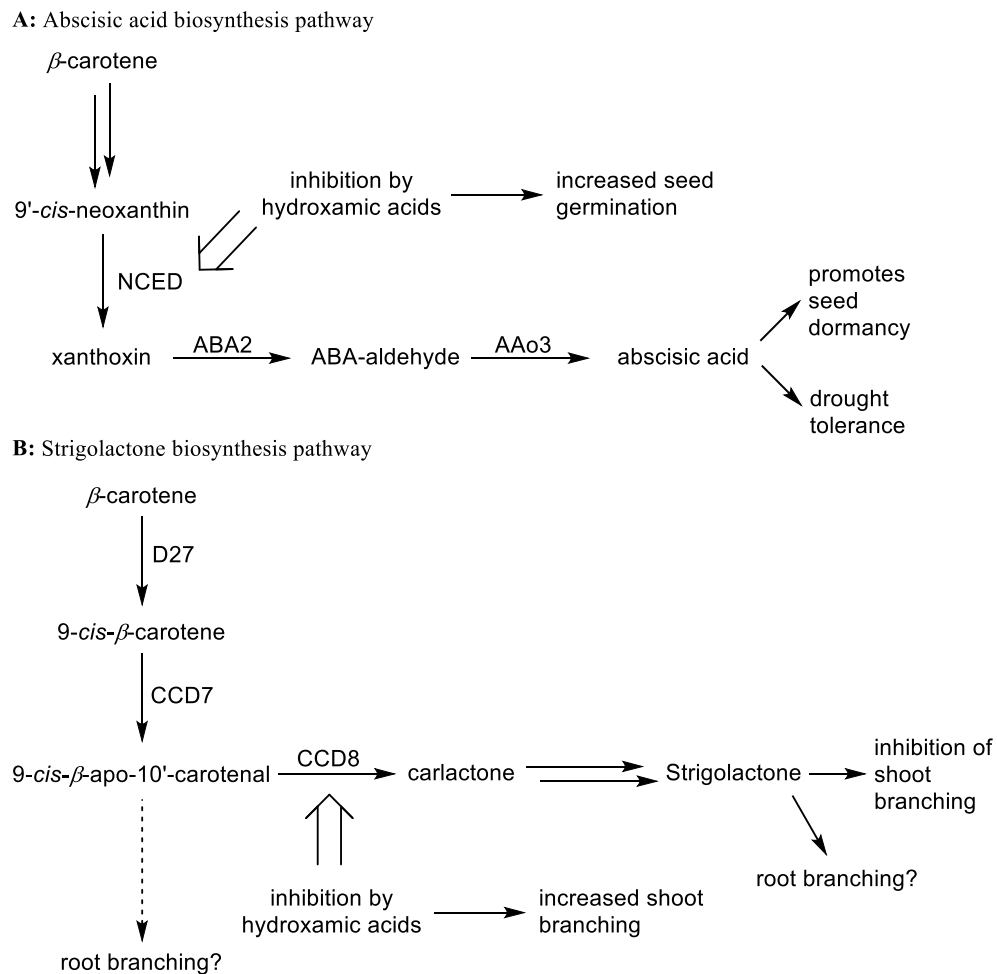 A: Abscisic acid biosynthesis pathway
β-carotene
9'-cis-neoxanthin
inhibition by
hydroxamic acids
increased seed
germination
NCED
xanthoxin
ABA2
ABA-aldehyde
AAo3
abscisic acid
promotes
seed
dormancy
drought
tolerance
B: Strigolactone biosynthesis pathway
β-carotene
D27
9-cis-β-carotene
CCD7
9-cis-β-apo-10'-carotenal
CCD8
carlactone
Strigolactone
inhibition of
shoot
branching
root branching?
inhibition by
hydroxamic acids
increased shoot
branching
root branching?